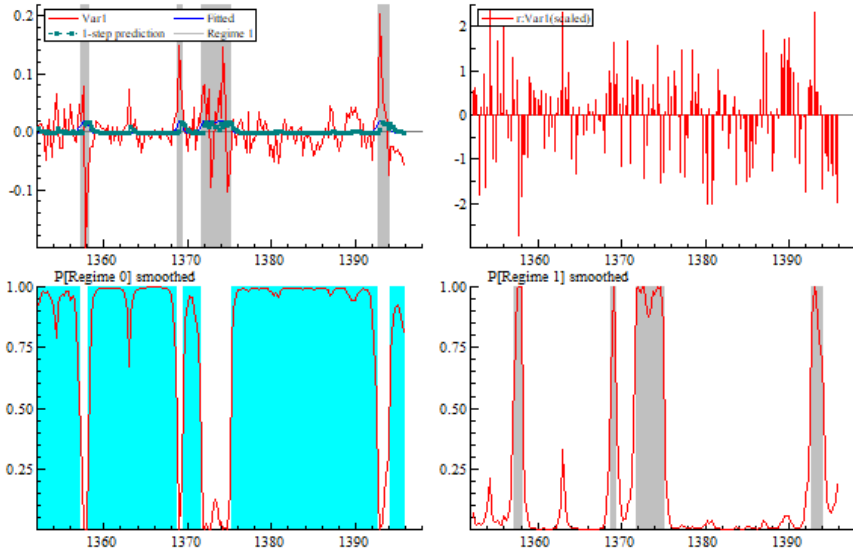 Var1 Fitted
1-step prediction Regime 1
0.2
0.1
0.0
-0.1
1360 1370 1380 1390
r:Var1(scaled)
2
1
0
-1
-2
1360 1370 1380 1390
P[Regime 0] smoothed
1.00
0.75
0.50
0.25
1360 1370 1380 1390
P[Regime 1] smoothed
1.00
0.75
0.50
0.25
1360 1370 1380 1390